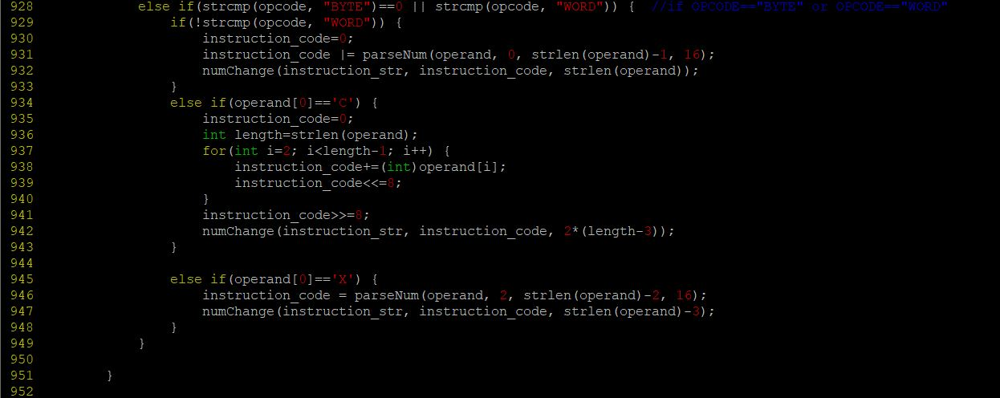 928             else if(strcmp(opcode, "BYTE")==0 || strcmp(opcode, "WORD")) {  //if OPCODE=="BYTE" or OPCODE=="WORD"
929                 if(!strcmp(opcode, "WORD")) {
930                     instruction_code=0;
931                     instruction_code |= parseNum(operand, 0, strlen(operand)-1, 16);
932                     numChange(instruction_str, instruction_code, strlen(operand));
933                 }
934                 else if(operand[0]=='C') {
935                     instruction_code=0;
936                     int length=strlen(operand);
937                     for(int i=2; i<length-1; i++) {
938                         instruction_code+=(int)operand[i];
939                         instruction_code<<=8;
940                     }
941                     instruction_code>>=8;
942                     numChange(instruction_str, instruction_code, 2*(length-3));
943                 }
944
945                 else if(operand[0]=='X') {
946                     instruction_code = parseNum(operand, 2, strlen(operand)-2, 16);
947                     numChange(instruction_str, instruction_code, strlen(operand)-3);
948                 }
949             }
950
951         }
952